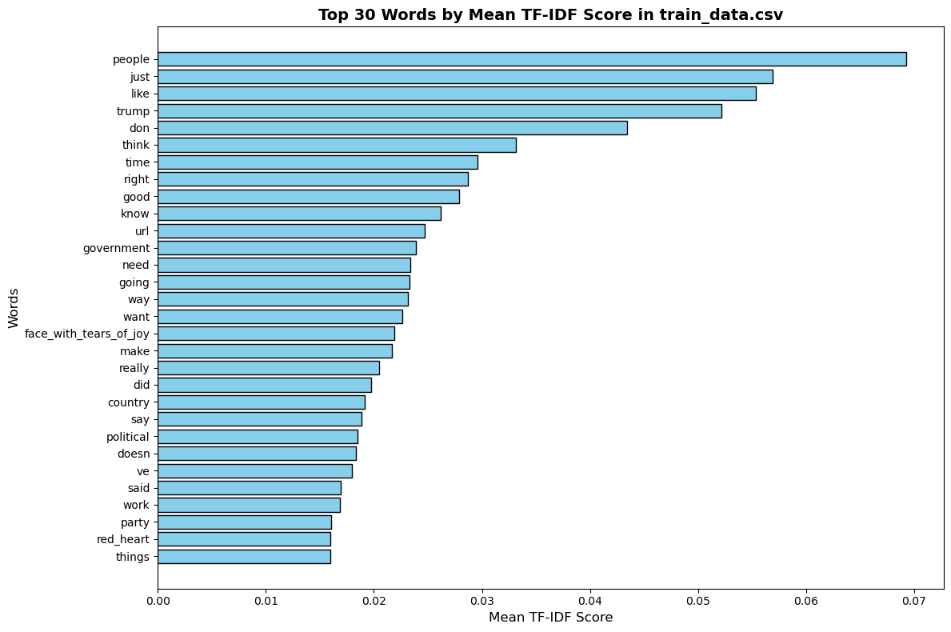 Top 30 Words by Mean TF-IDF Score in train_data.csv
people
just
like
trump
don
think
time
right
good
know
url
government
need
going
way
want
face_with_tears_of_joy
make
really
did
country
say
political
doesn
ve
said
work
party
red_heart
things
Words
0.00 0.01 0.02 0.03 0.04 0.05 0.06 0.07
Mean TF-IDF Score